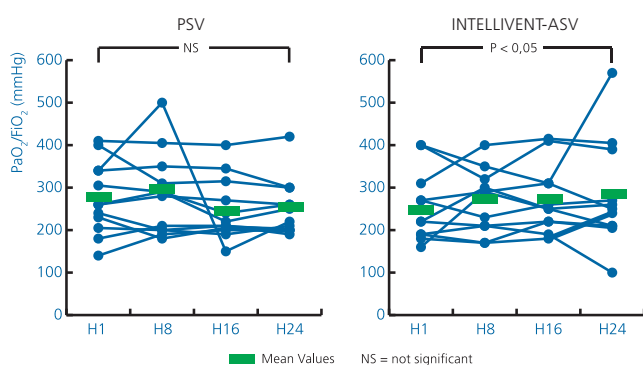 PSV
INTELLIVENT-ASV
NS
P < 0,05
PaO₂/FiO₂ (mmHg)
600
500
400
300
200
100
0
H1 H8 H16 H24
600
500
400
300
200
100
0
H1 H8 H16 H24
Mean Values NS = not significant